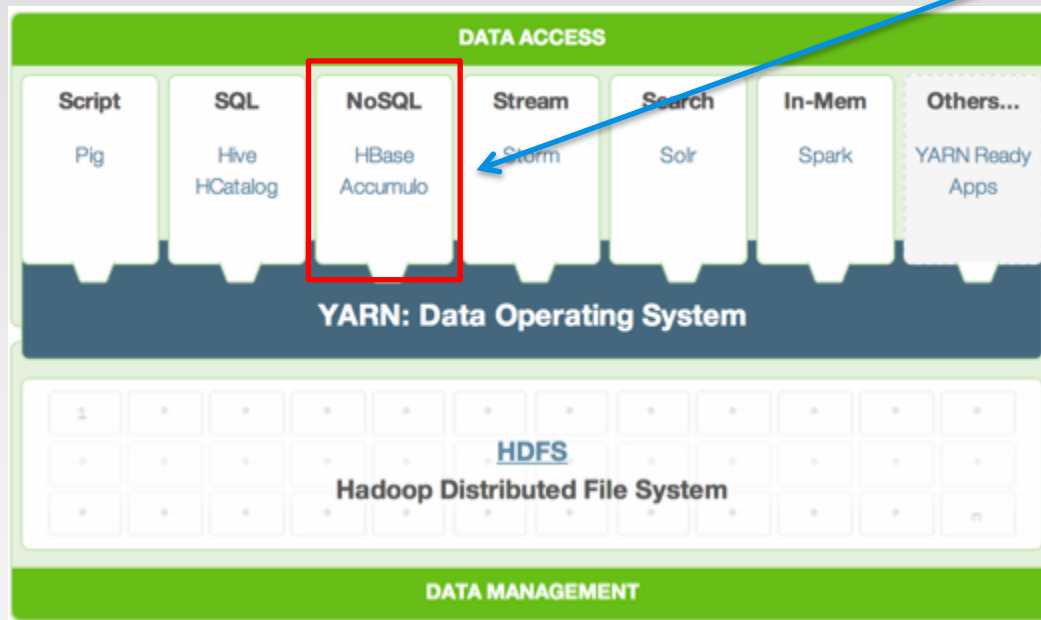 DATA ACCESS
Script
Pig
SQL
Hive
HCatalog
NoSQL
HBase
Accumulo
Stream
Storm
Search
Solr
In-Mem
Spark
Others...
YARN Ready
Apps
YARN: Data Operating System
1
HDFS
Hadoop Distributed File System
n
DATA MANAGEMENT